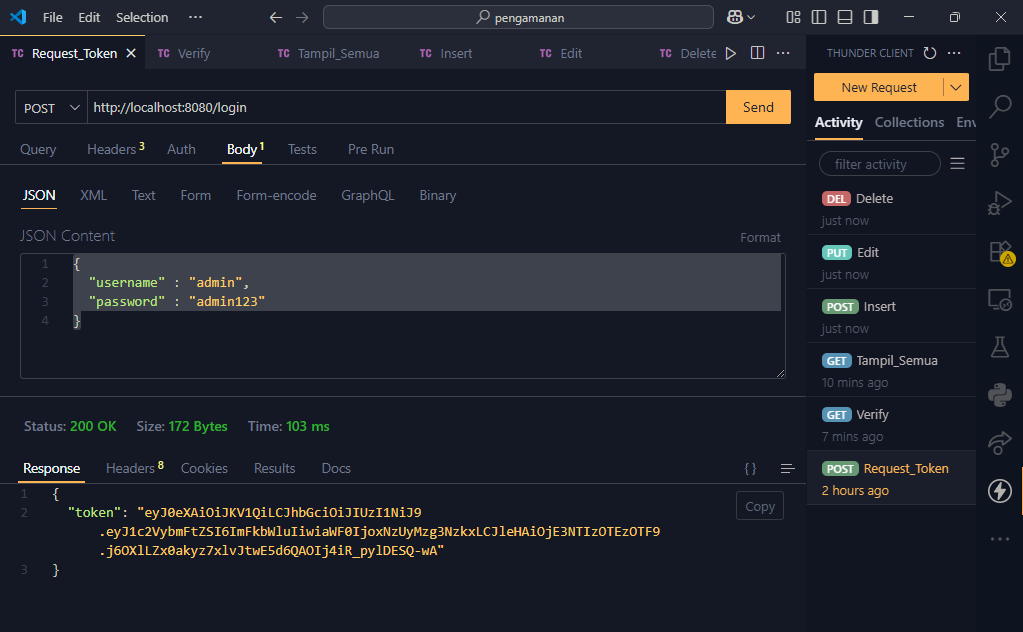 File Edit Selection ··· pengamanan
TC Request_Token TC Verify TC Tampil_Semua TC Insert TC Edit TC Delete ···
THUNDER CLIENT ···
New Request
POST http://localhost:8080/login Send
Activity Collections Env
Query Headers 3 Auth Body 1 Tests Pre Run
filter activity
JSON XML Text Form Form-encode GraphQL Binary
DEL Delete
just now
JSON Content Format
PUT Edit
just now
1 {
2 "username" : "admin",
3 "password" : "admin123"
4 }
POST Insert
just now
GET Tampil_Semua
10 mins ago
GET Verify
7 mins ago
Status: 200 OK Size: 172 Bytes Time: 103 ms
POST Request_Token
2 hours ago
Response Headers 8 Cookies Results Docs {}
1 {
Copy
2 "token": "eyJ0eXAiOiJKV1QiLCJhbGciOiJIUzI1NiJ9
.eyJ1c2VybmFtZSI6ImFkbWluIiwiaWF0IjoxNzUyMzg3NzkxLCJleHAiOjE3NTIzOTEzOTF9
.j6OXlLZx0akyz7xlvJtwE5d6QAOIj4iR_pylDESQ-wA"
3 }